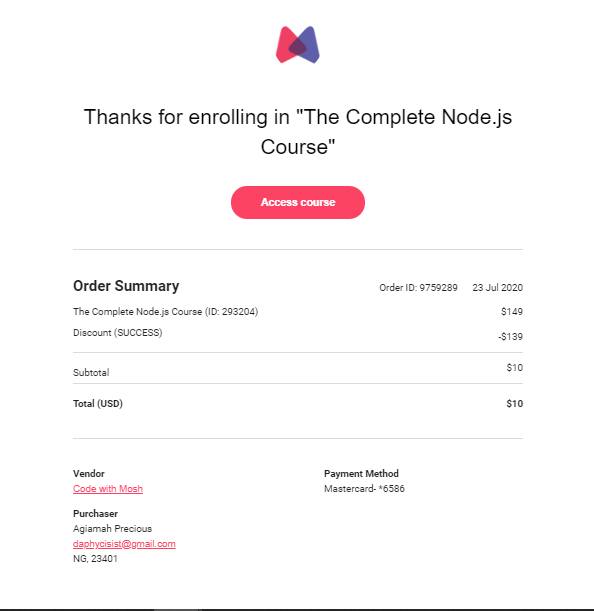 Thanks for enrolling in "The Complete Node.js
Course"
Access course
Order Summary
Order ID: 9759289 23 Jul 2020
The Complete Node.js Course (ID: 293204) $149
Discount (SUCCESS) -$139
Subtotal $10
Total (USD) $10
Vendor
Code with Mosh
Payment Method
Mastercard- *6586
Purchaser
Agiamah Precious
daphycisist@gmail.com
NG, 23401